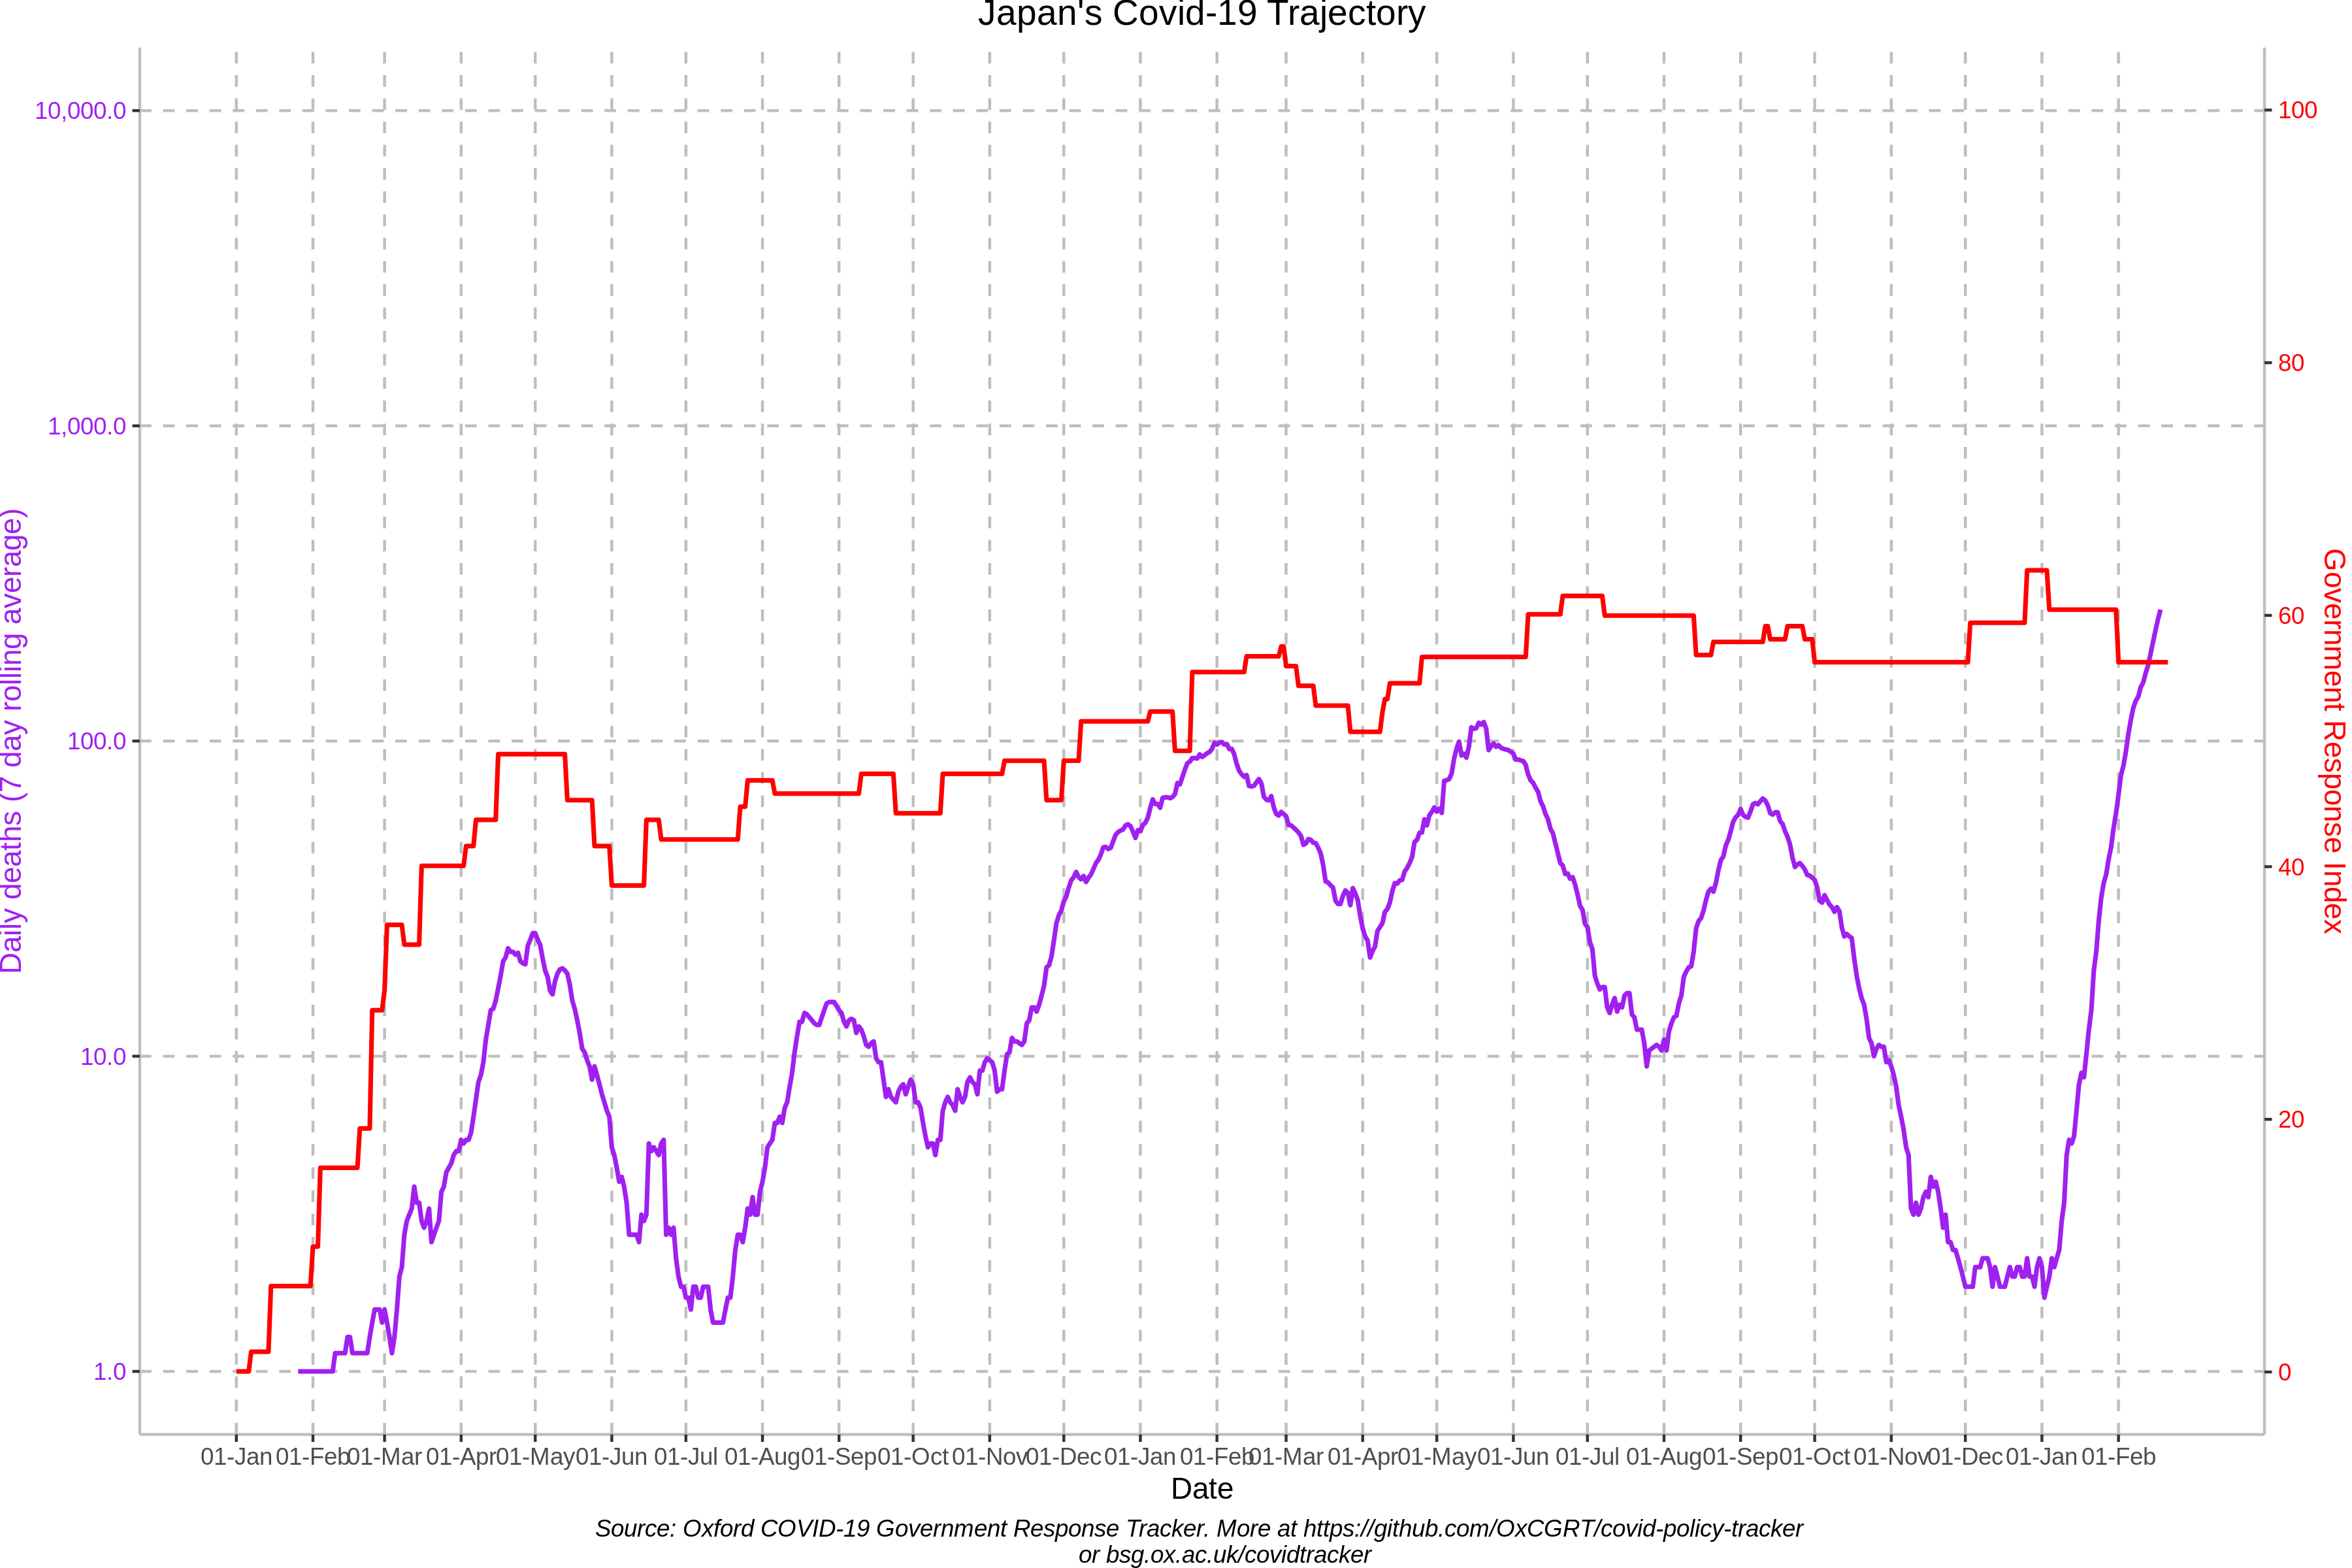 Japan's Covid-19 Trajectory
10,000.0
1,000.0
100.0
10.0
1.0
Daily deaths (7 day rolling average)
100
80
60
40
20
0
Government Response Index
01-Jan 01-Feb 01-Mar 01-Apr 01-May 01-Jun 01-Jul 01-Aug 01-Sep 01-Oct 01-Nov 01-Dec 01-Jan 01-Feb 01-Mar 01-Apr 01-May 01-Jun 01-Jul 01-Aug 01-Sep 01-Oct 01-Nov 01-Dec 01-Jan 01-Feb
Date
Source: Oxford COVID-19 Government Response Tracker. More at https://github.com/OxCGRT/covid-policy-tracker
or bsg.ox.ac.uk/covidtracker